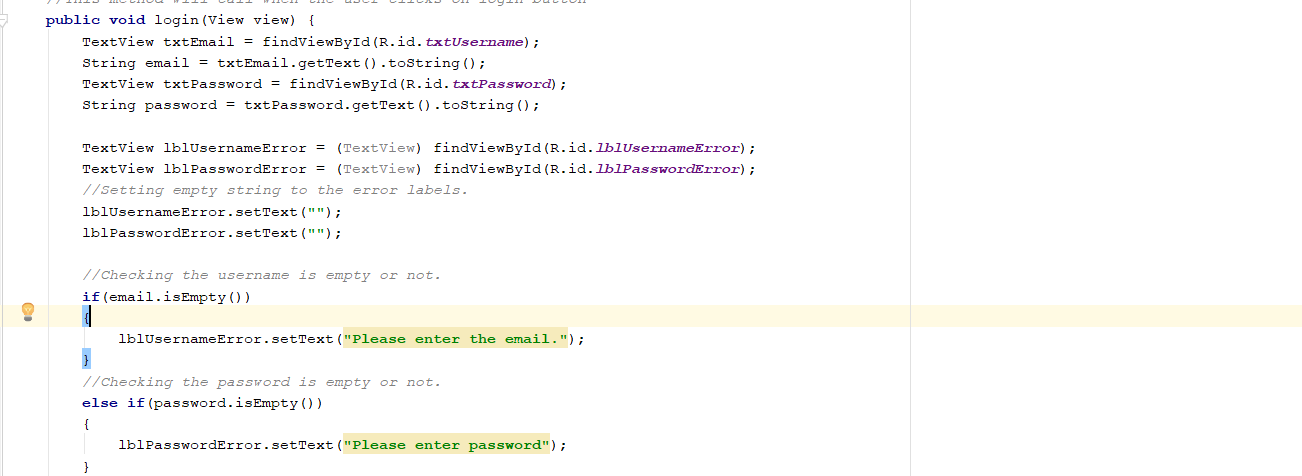 //This method will call when the user clicks on login button
public void login(View view) {
TextView txtEmail = findViewById(R.id.txtUsername);
String email = txtEmail.getText().toString();
TextView txtPassword = findViewById(R.id.txtPassword);
String password = txtPassword.getText().toString();
TextView lblUsernameError = (TextView) findViewById(R.id.lblUsernameError);
TextView lblPasswordError = (TextView) findViewById(R.id.lblPasswordError);
//Setting empty string to the error labels.
lblUsernameError.setText("");
lblPasswordError.setText("");
//Checking the username is empty or not.
if(email.isEmpty())
{
lblUsernameError.setText("Please enter the email.");
}
//Checking the password is empty or not.
else if(password.isEmpty())
{
lblPasswordError.setText("Please enter password");
}